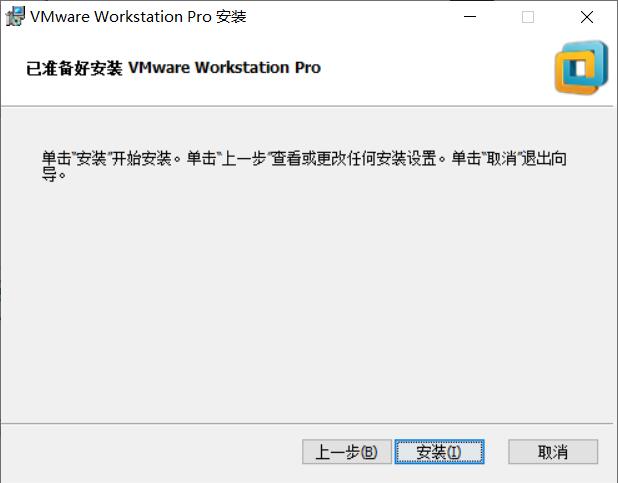 VMware Workstation Pro 安装
已准备好安装 VMware Workstation Pro
单击"安装"开始安装。单击"上一步"查看或更改任何安装设置。单击"取消"退出向
导。
上一步(B) 安装(I) 取消